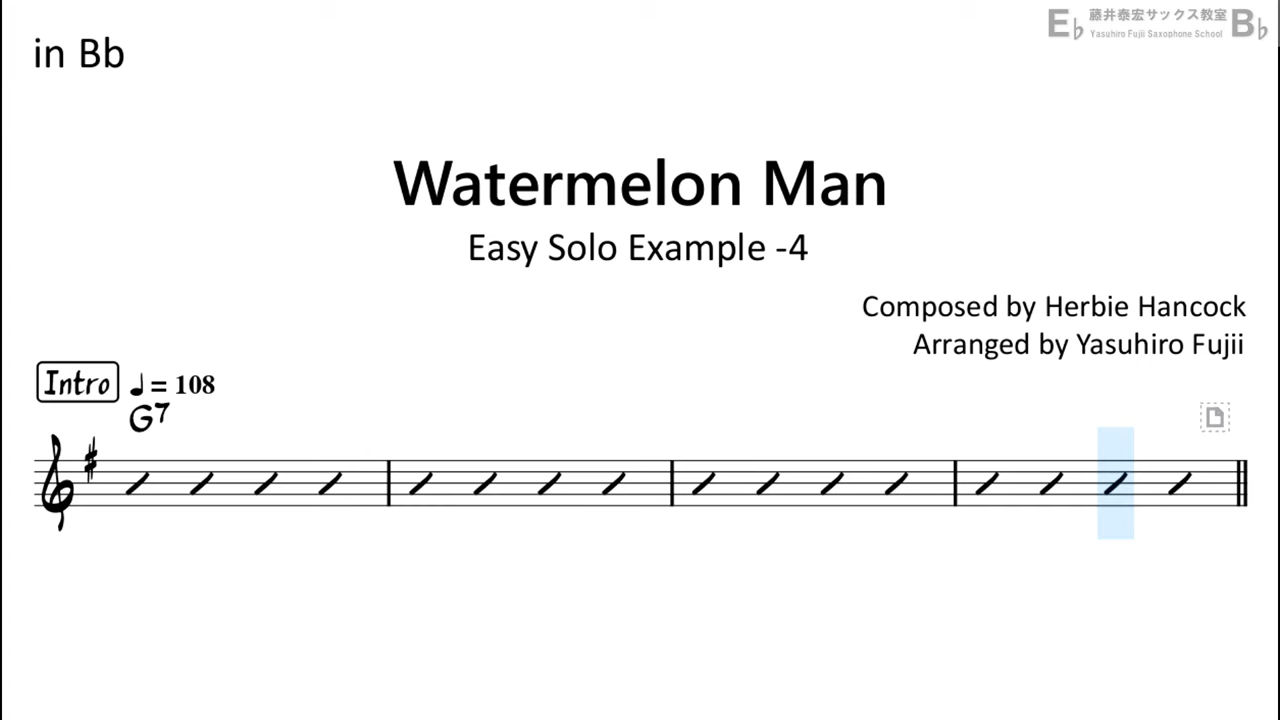 E♭ 藤井泰宏サックス教室 B♭
Yasuhiro Fujii Saxophone School
in Bb
Watermelon Man
Easy Solo Example -4
Composed by Herbie Hancock
Arranged by Yasuhiro Fujii
Intro ♩ = 108
G7